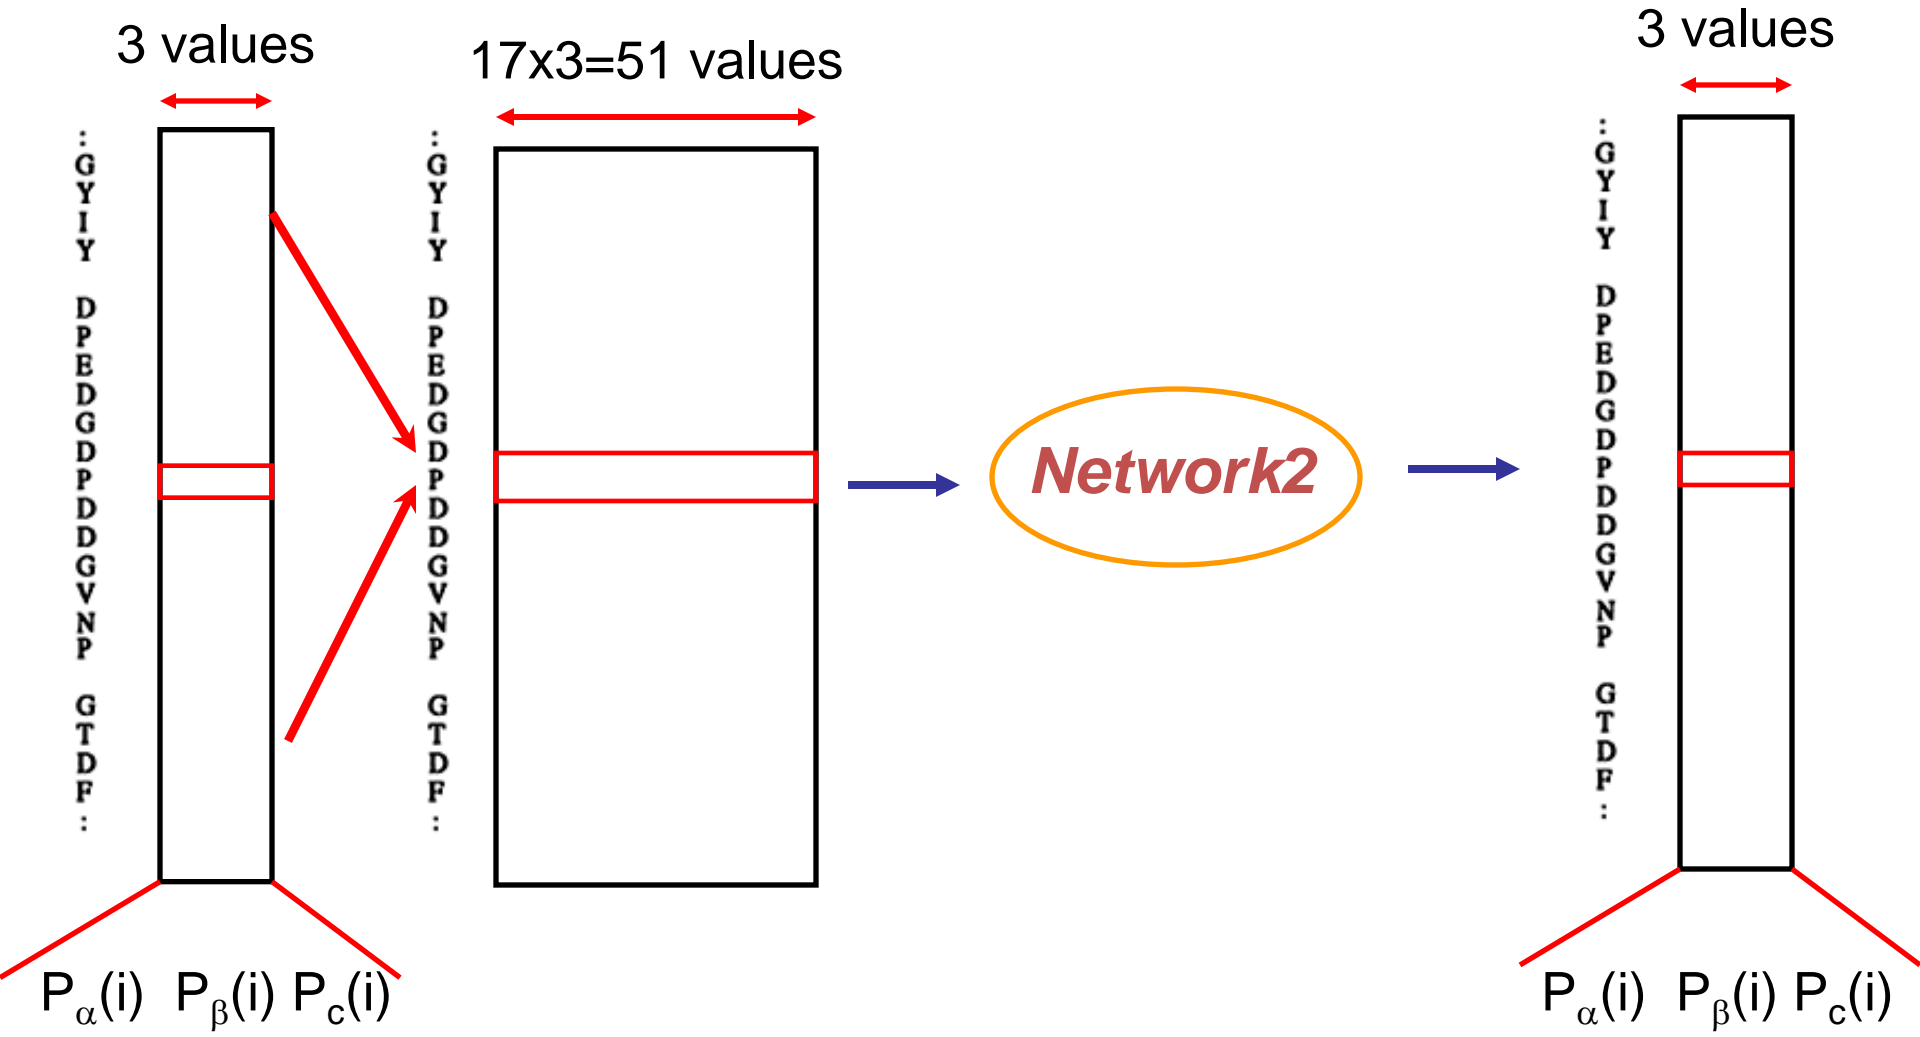 3 values
17x3=51 values
3 values
:
G
Y
I
Y
D
P
E
D
G
D
P
D
D
G
V
N
P
G
T
D
F
:
:
G
Y
I
Y
D
P
E
D
G
D
P
D
D
G
V
N
P
G
T
D
F
:
Network2
:
G
Y
I
Y
D
P
E
D
G
D
P
D
D
G
V
N
P
G
T
D
F
:
Pα(i) Pβ(i) Pc(i)
Pα(i) Pβ(i) Pc(i)